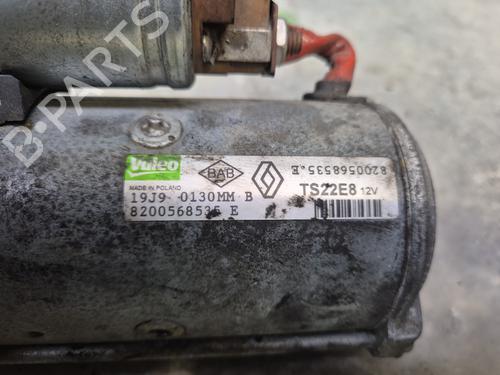 B-PARTS
Valeo
MADE IN POLAND
BAB
8200568535.E
TS22E8 12V
19J9 0130MM B
8200568535 E